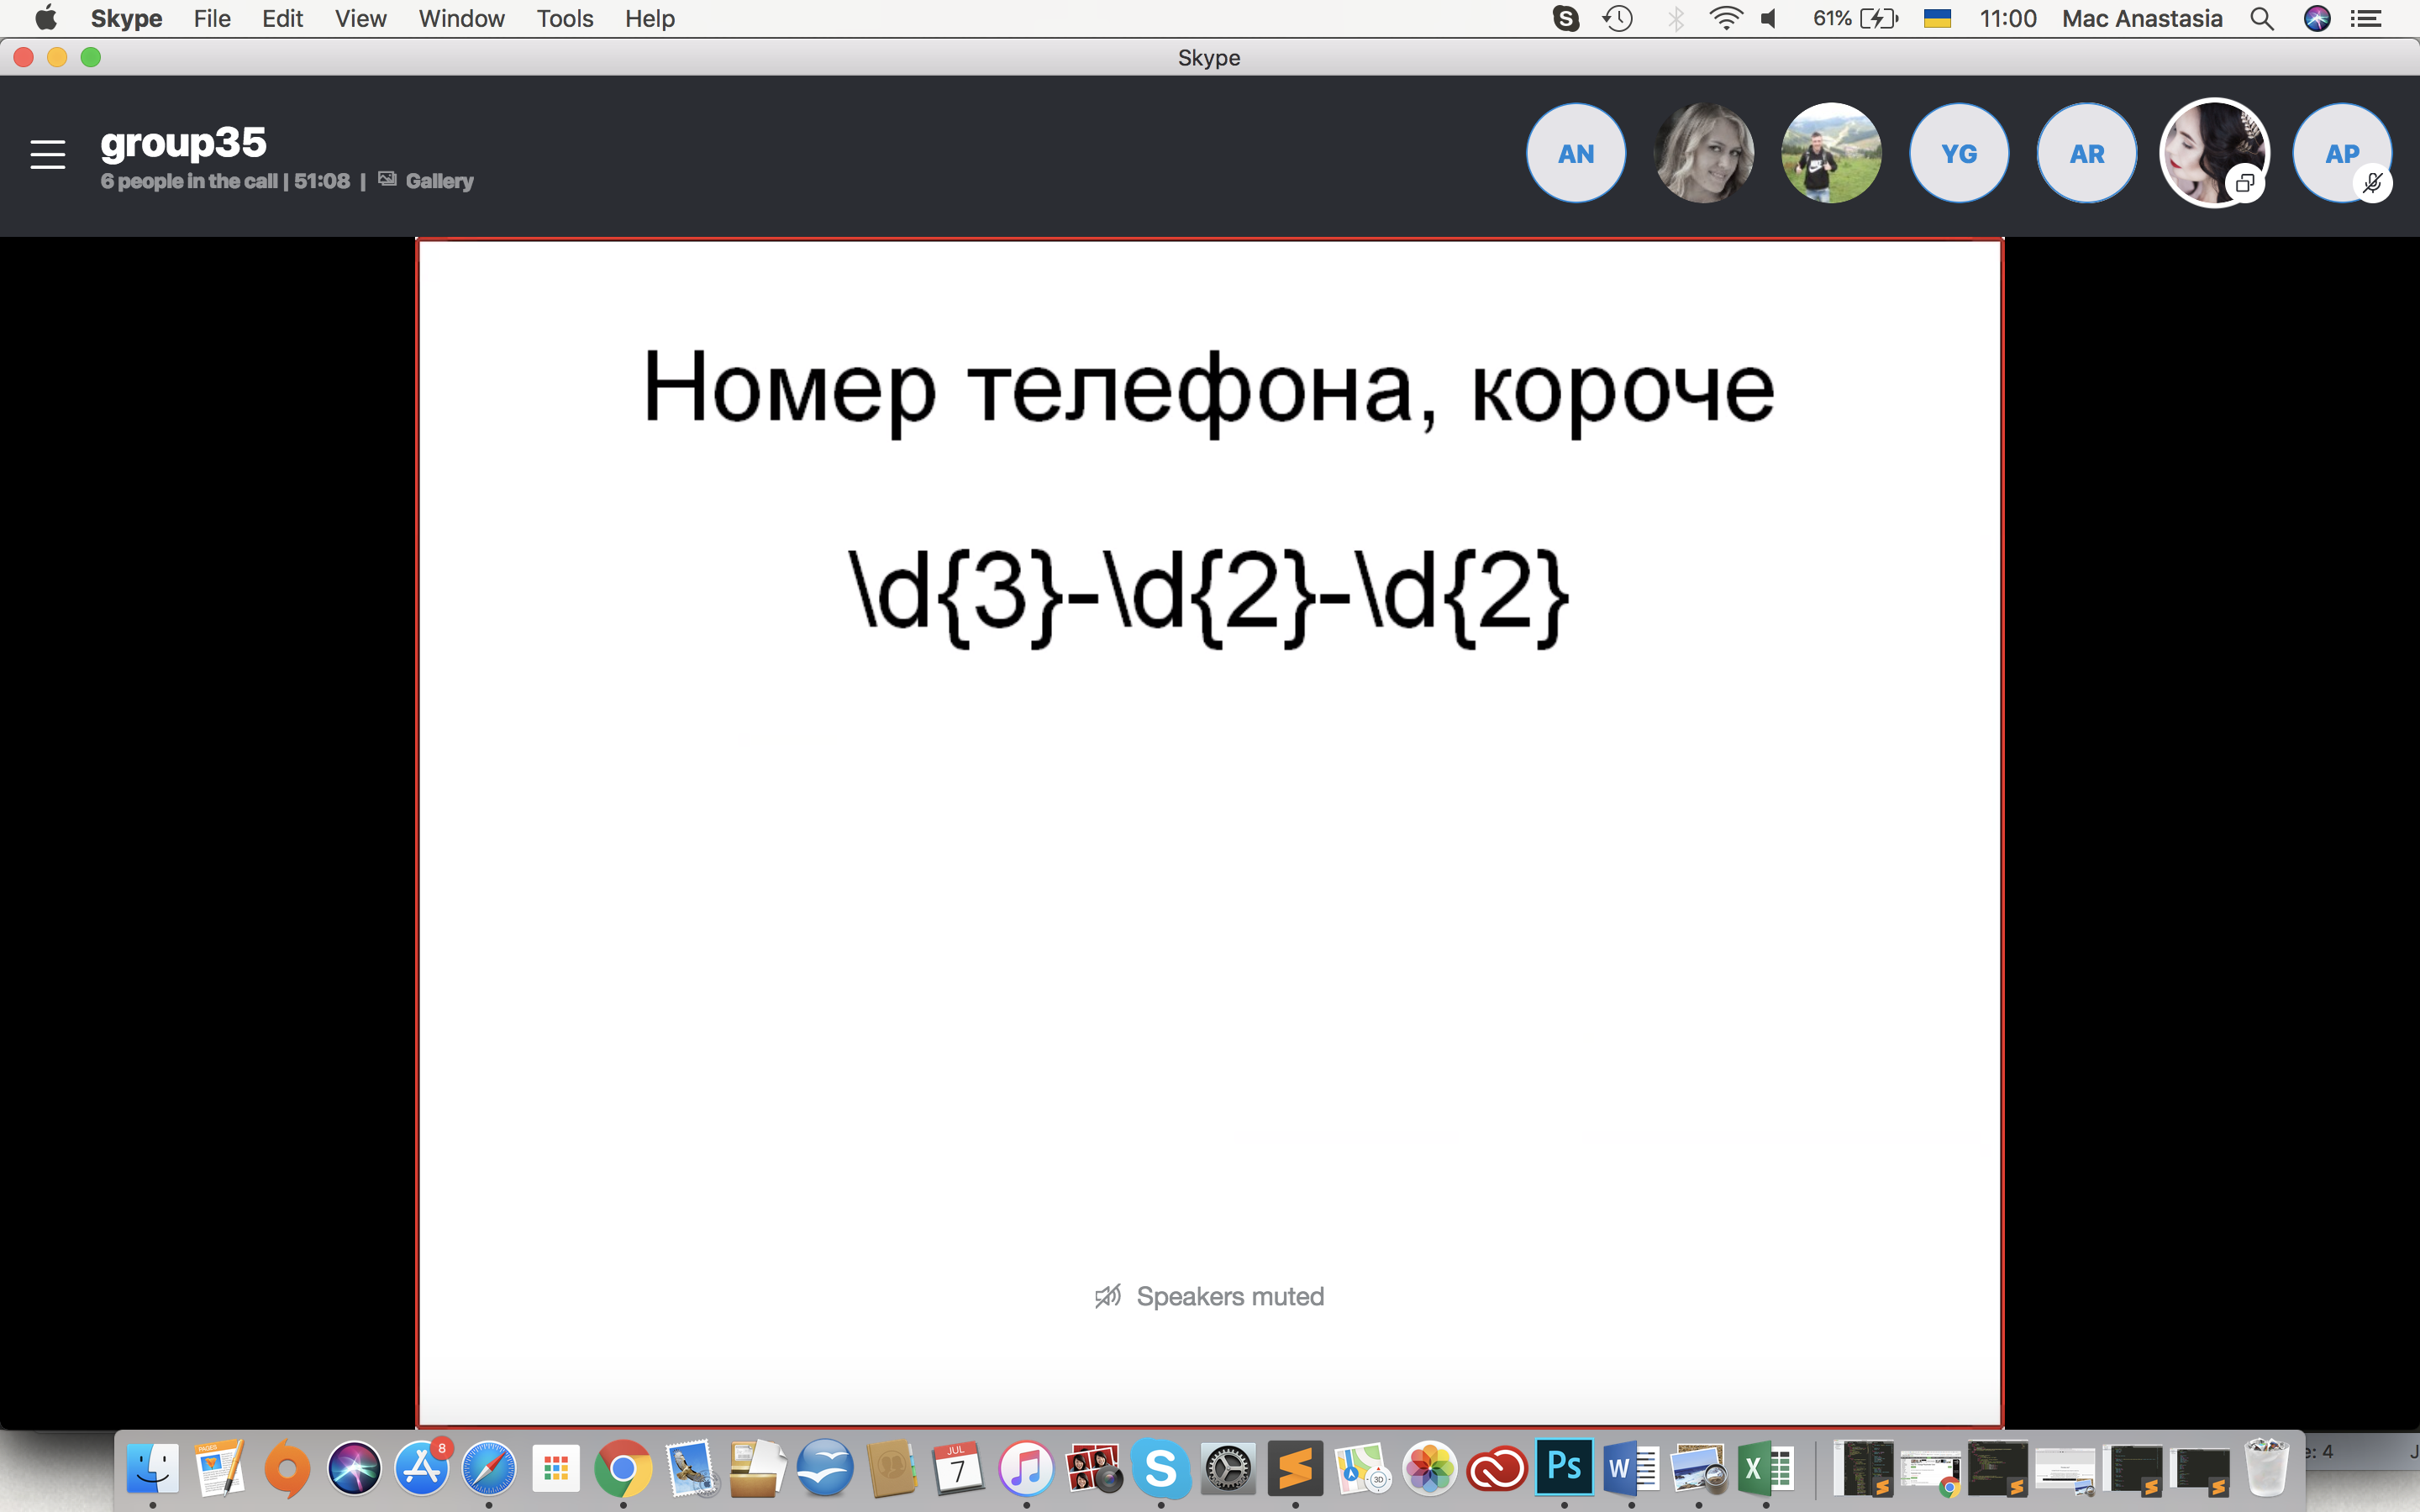 Skype File Edit View Window Tools Help 61% 11:00 Mac Anastasia
Skype
group35
6 people in the call | 51:08 | Gallery
AN YG AR AP
Номер телефона, короче
\d{3}-\d{2}-\d{2}
Speakers muted
PAGES 8 JUL 7 S 3D Ps W X
e: 4